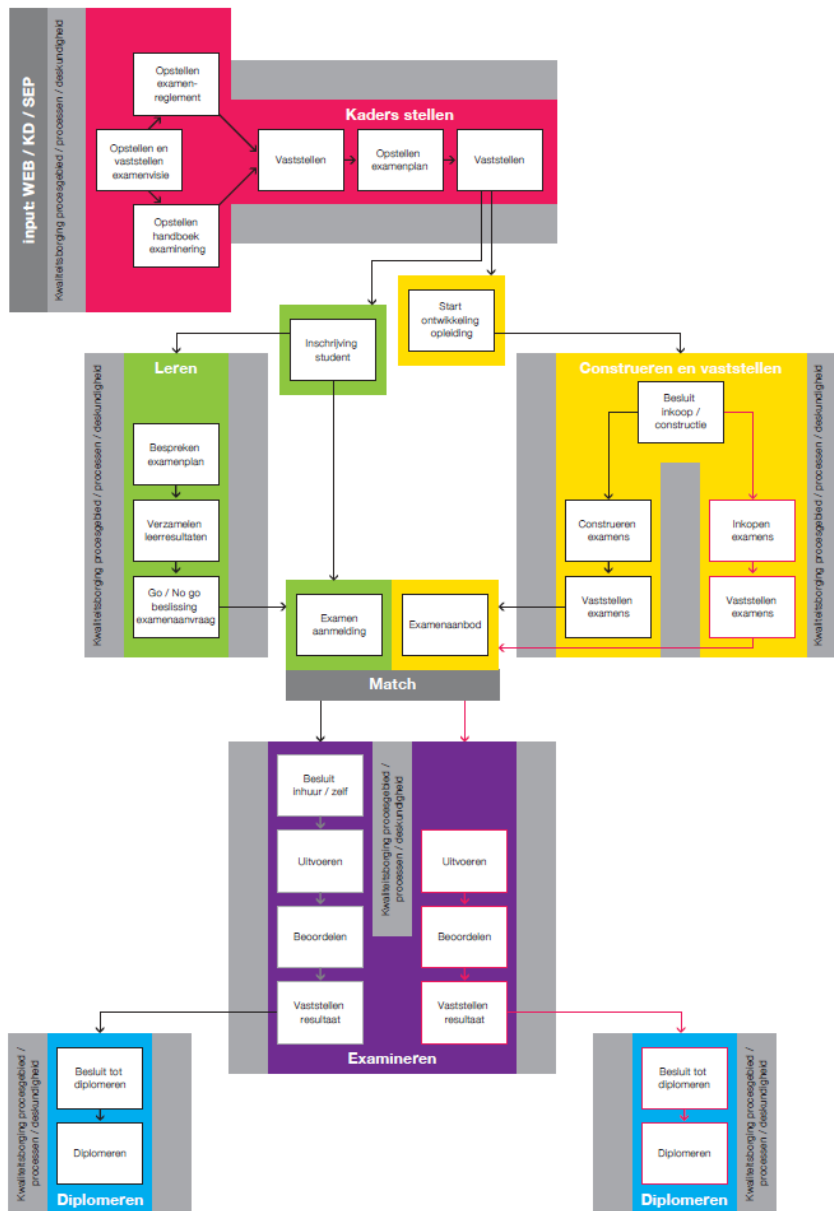 input: WEB / KD / SEP
Kwaliteitsborging procesgebied / processen / deskundigheid
Opstellen
examen-
reglement
Opstellen en
vaststellen
examenvisie
Opstellen
handboek
examinering
Kaders stellen
Vaststellen
Opstellen
examenplan
Vaststellen
Inschrijving
student
Start
ontwikkeling
opleiding
Kwaliteitsborging procesgebied / processen / deskundigheid
Leren
Bespreken
examenplan
Verzamelen
leerresultaten
Go / No go
beslissing
examenaanvraag
Construeren en vaststellen
Besluit
inkoop /
constructie
Construeren
examens
Inkopen
examens
Vaststellen
examens
Vaststellen
examens
Kwaliteitsborging procesgebied / processen / deskundigheid
Examen
aanmelding
Examenaanbod
Match
Besluit
inhuur / zelf
Uitvoeren
Beoordelen
Vaststellen
resultaat
Kwaliteitsborging procesgebied /
processen / deskundigheid
Uitvoeren
Beoordelen
Vaststellen
resultaat
Examineren
Kwaliteitsborging procesgebied /
processen / deskundigheid
Besluit tot
diplomeren
Diplomeren
Diplomeren
Besluit tot
diplomeren
Diplomeren
Diplomeren
Kwaliteitsborging procesgebied /
processen / deskundigheid